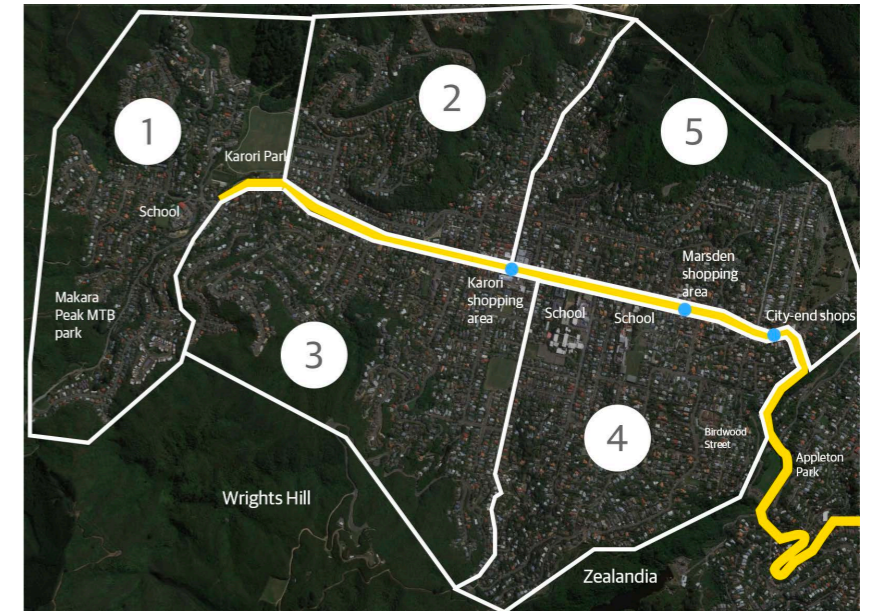 1
2
5
Karori Park
School
Makara
Peak MTB
park
Karori
shopping
area
Marsden
shopping
area
School
School
City-end shops
3
4
Birdwood
Street
Appleton
Park
Wrights Hill
Zealandia